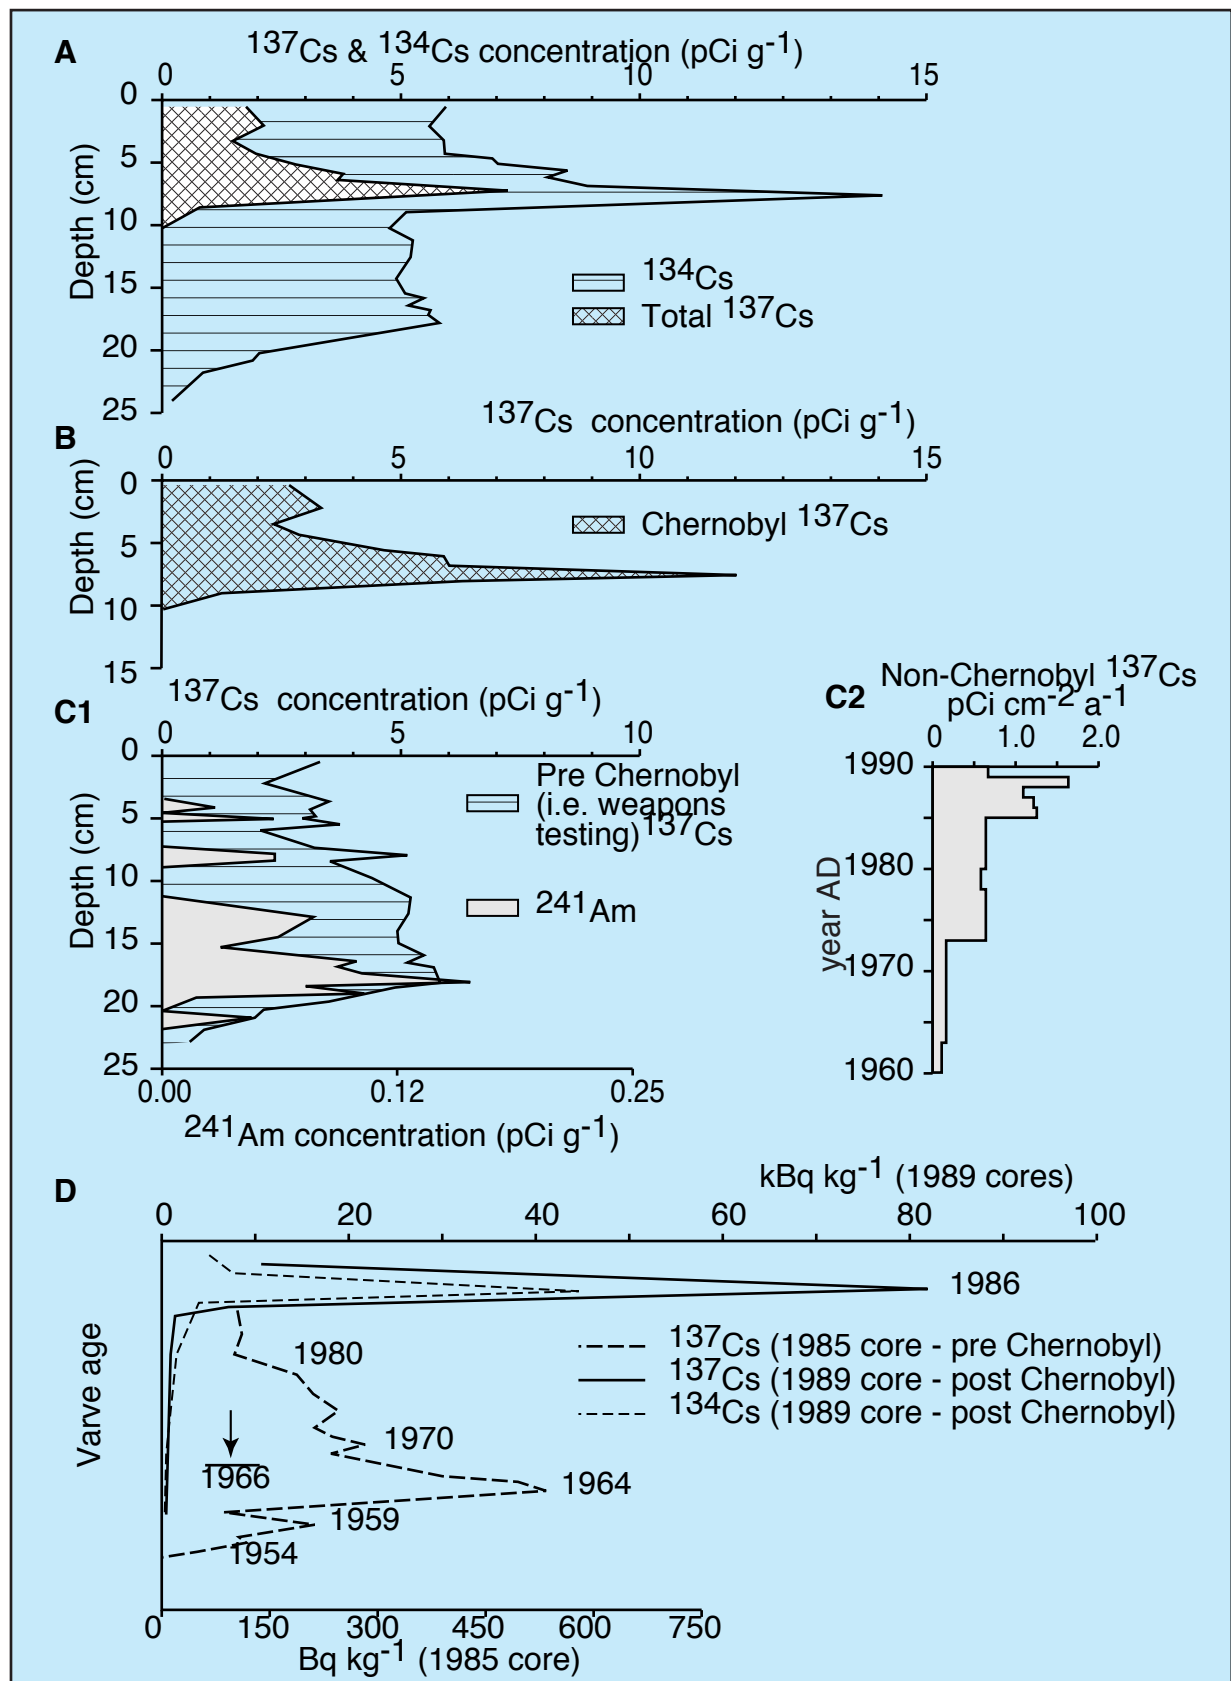 A
137Cs & 134Cs concentration (pCi g-1)
0 5 10 15
Depth (cm)
0
5
10
15
20
25
134Cs
Total 137Cs
B
137Cs concentration (pCi g-1)
0 5 10 15
Depth (cm)
0
5
10
15
Chernobyl 137Cs
C1
137Cs concentration (pCi g-1)
0 5 10
Depth (cm)
0
5
10
15
20
25
Pre Chernobyl
(i.e. weapons
testing) 137Cs
241Am
0.00 0.12 0.25
241Am concentration (pCi g-1)
C2
Non-Chernobyl 137Cs
pCi cm-2 a-1
0 1.0 2.0
year AD
1990
1980
1970
1960
D
kBq kg-1 (1989 cores)
0 20 40 60 80 100
Varve age
1986
1980
1970
1966
1964
1959
1954
137Cs (1985 core - pre Chernobyl)
137Cs (1989 core - post Chernobyl)
134Cs (1989 core - post Chernobyl)
0 150 300 450 600 750
Bq kg-1 (1985 core)